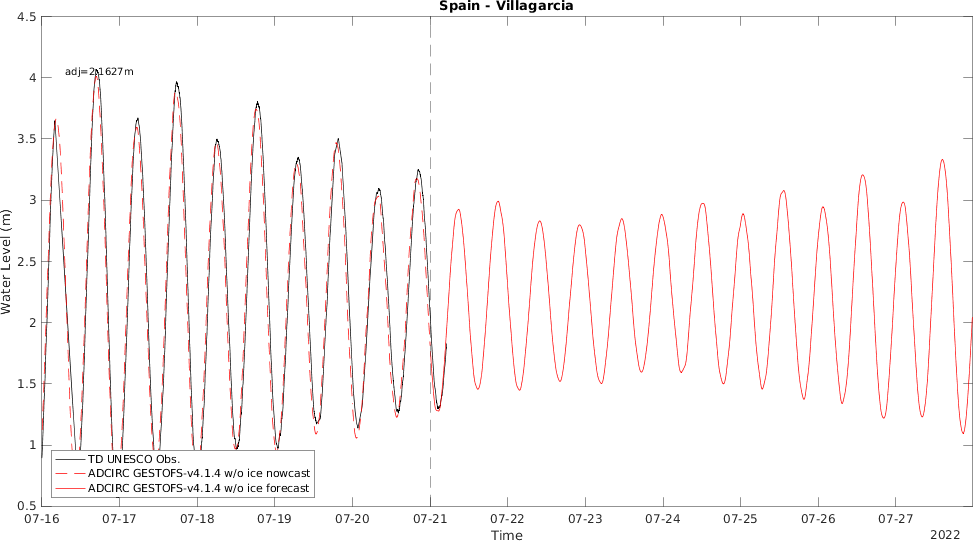 Spain - Villagarcia
4.5
4
3.5
3
2.5
2
1.5
1
0.5
Water Level (m)
adj=2.1627m
TD UNESCO Obs.
ADCIRC GESTOFS-v4.1.4 w/o ice nowcast
ADCIRC GESTOFS-v4.1.4 w/o ice forecast
07-16 07-17 07-18 07-19 07-20 07-21 07-22 07-23 07-24 07-25 07-26 07-27
Time
2022